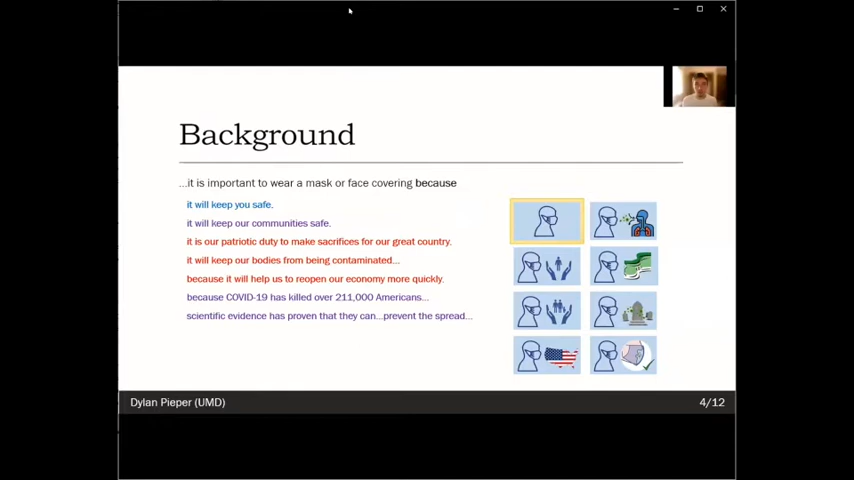 Background
...it is important to wear a mask or face covering because
it will keep you safe.
it will keep our communities safe.
it is our patriotic duty to make sacrifices for our great country.
it will keep our bodies from being contaminated...
because it will help us to reopen our economy more quickly.
because COVID-19 has killed over 211,000 Americans...
scientific evidence has proven that they can...prevent the spread...
Dylan Pieper (UMD)
4/12